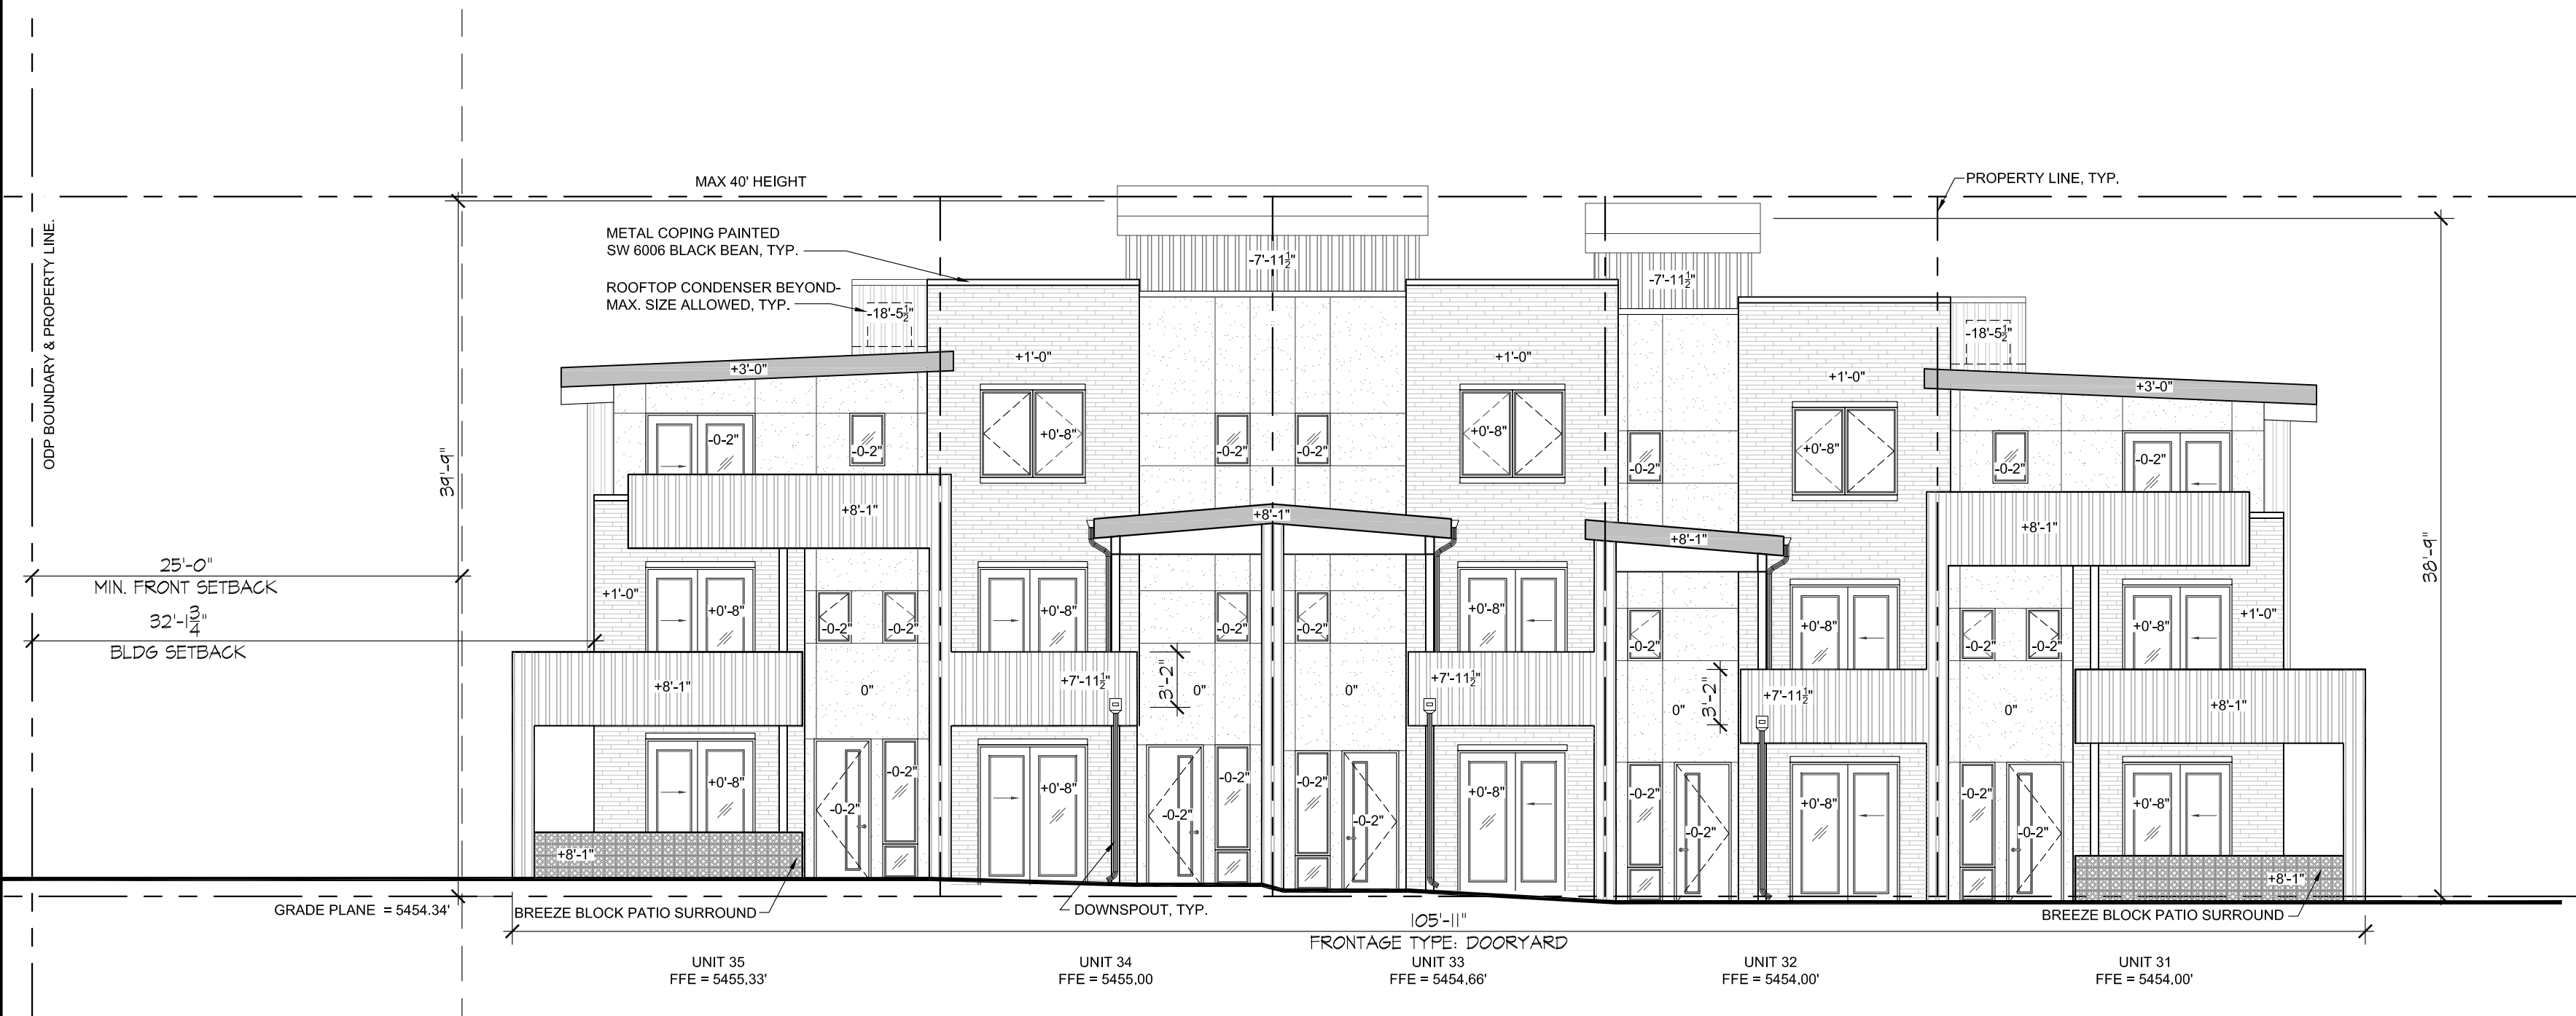 MAX 40' HEIGHT
PROPERTY LINE, TYP.
ODP BOUNDARY & PROPERTY LINE.
METAL COPING PAINTED
SW 6006 BLACK BEAN, TYP.
ROOFTOP CONDENSER BEYOND-
MAX. SIZE ALLOWED, TYP.
-7'-11½"
-7'-11½"
-18'-5½"
-18'-5½"
+1'-0"
+1'-0"
+1'-0"
+3'-0"
+3'-0"
39'-9"
38'-9"
-0-2"
-0-2"
+0'-8"
-0-2"
-0-2"
+0'-8"
-0-2"
+0'-8"
-0-2"
-0-2"
+8'-1"
+8'-1"
+8'-1"
+8'-1"
25'-0"
MIN. FRONT SETBACK
32'-1¾"
BLDG SETBACK
+1'-0"
+0'-8"
-0-2"
-0-2"
+0'-8"
-0-2"
-0-2"
+0'-8"
-0-2"
+0'-8"
-0-2"
-0-2"
+0'-8"
+1'-0"
+8'-1"
0"
+7'-11½"
3'-2"
0"
0"
+7'-11½"
0"
3'-2"
+7'-11½"
0"
+8'-1"
+0'-8"
-0-2"
-0-2"
+0'-8"
-0-2"
-0-2"
-0-2"
-0-2"
+0'-8"
-0-2"
-0-2"
+0'-8"
-0-2"
-0-2"
+0'-8"
+8'-1"
+8'-1"
GRADE PLANE = 5454.34'
BREEZE BLOCK PATIO SURROUND
DOWNSPOUT, TYP.
BREEZE BLOCK PATIO SURROUND
105'-11"
FRONTAGE TYPE: DOORYARD
UNIT 35
FFE = 5455.33'
UNIT 34
FFE = 5455.00
UNIT 33
FFE = 5454.66'
UNIT 32
FFE = 5454.00'
UNIT 31
FFE = 5454.00'